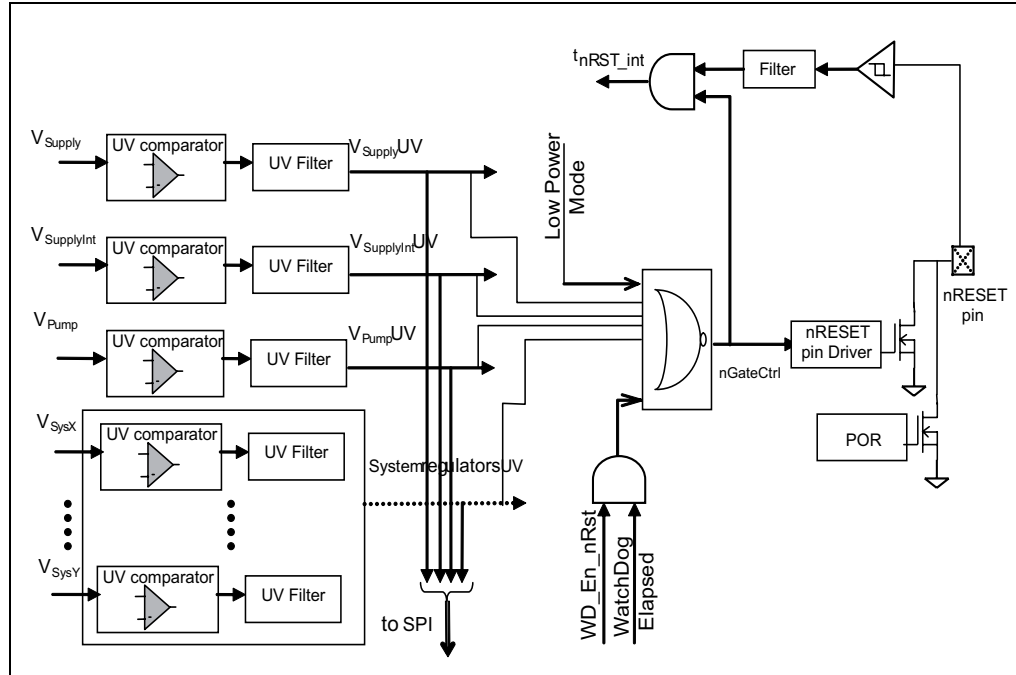 tnRST_int
Filter
VSupply
UV comparator
UV Filter
VSupplyUV
Low Power
Mode
VSupplyInt
UV comparator
UV Filter
VSupplyIntUV
nRESET
pin
VPump
UV comparator
UV Filter
VPumpUV
nRESET
pin Driver
nGateCtrl
VSysX
UV comparator
UV Filter
System regulatorsUV
POR
WD_En_nRst
WatchDog
Elapsed
VSysY
UV comparator
UV Filter
to SPI